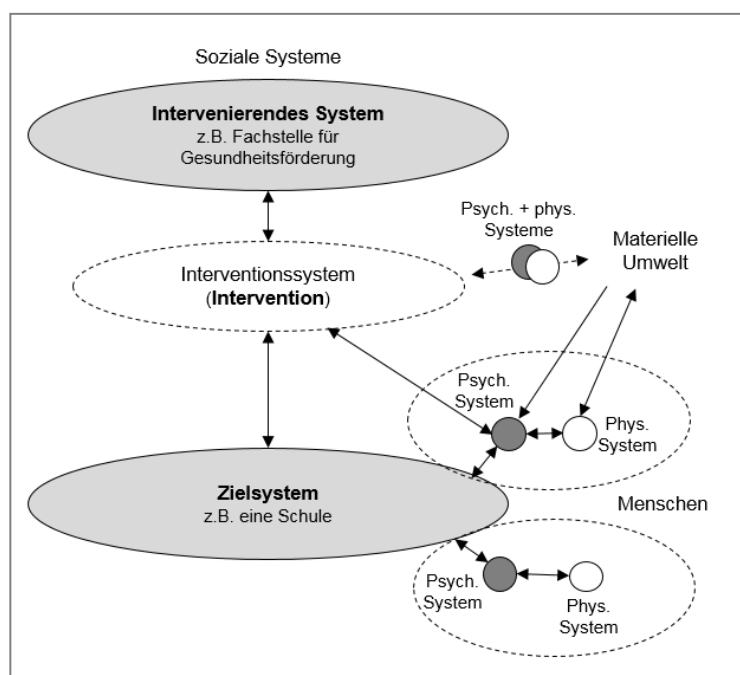 Soziale Systeme
Intervenierendes System
z.B. Fachstelle für
Gesundheitsförderung
Psych. + phys.
Systeme
Materielle
Umwelt
Interventionssystem
(Intervention)
Psych.
System
Phys.
System
Zielsystem
z.B. eine Schule
Menschen
Psych.
System
Phys.
System